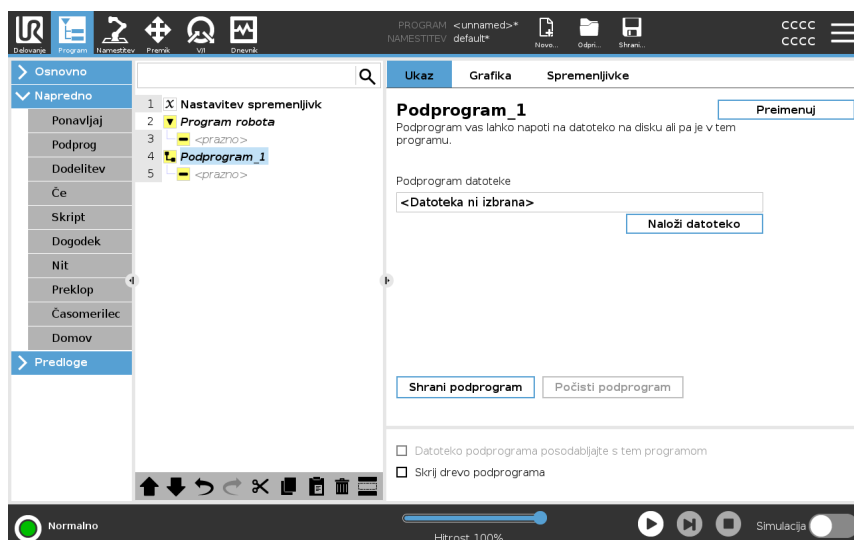 PROGRAM <unnamed>*
NAMESTITEV default*
CCCC
CCCC
Delovanje Program Namestitev Premik V/I Dnevnik Novo... Odpri... Shrani...
Osnovno
Napredno
Ponavljaj
Podprog
Dodelitev
Če
Skript
Dogodek
Nit
Preklop
Časomerilec
Domov
Predloge
1 X Nastavitev spremenljivk
2 Program robota
3 <prazno>
4 Podprogram_1
5 <prazno>
Ukaz Grafika Spremenljivke
Podprogram_1
Preimenuj
Podprogram vas lahko napoti na datoteko na disku ali pa je v tem
programu.
Podprogram datoteke
<Datoteka ni izbrana>
Naloži datoteko
Shrani podprogram Počisti podprogram
Datoteko podprograma posodabljajte s tem programom
Skrij drevo podprograma
Normalno
Hitrost 100%
Simulacija